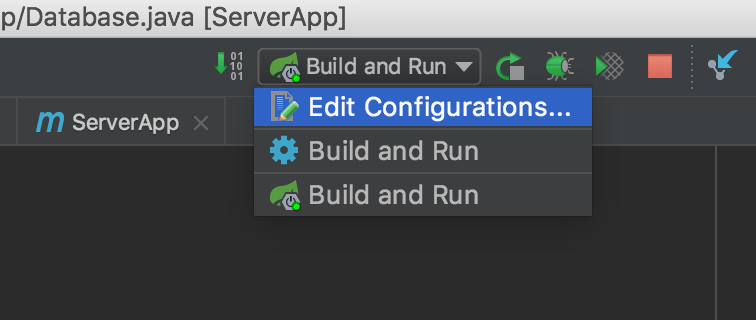 p/Database.java [ServerApp]
01
10
01
Build and Run
Edit Configurations...
m ServerApp
Build and Run
Build and Run